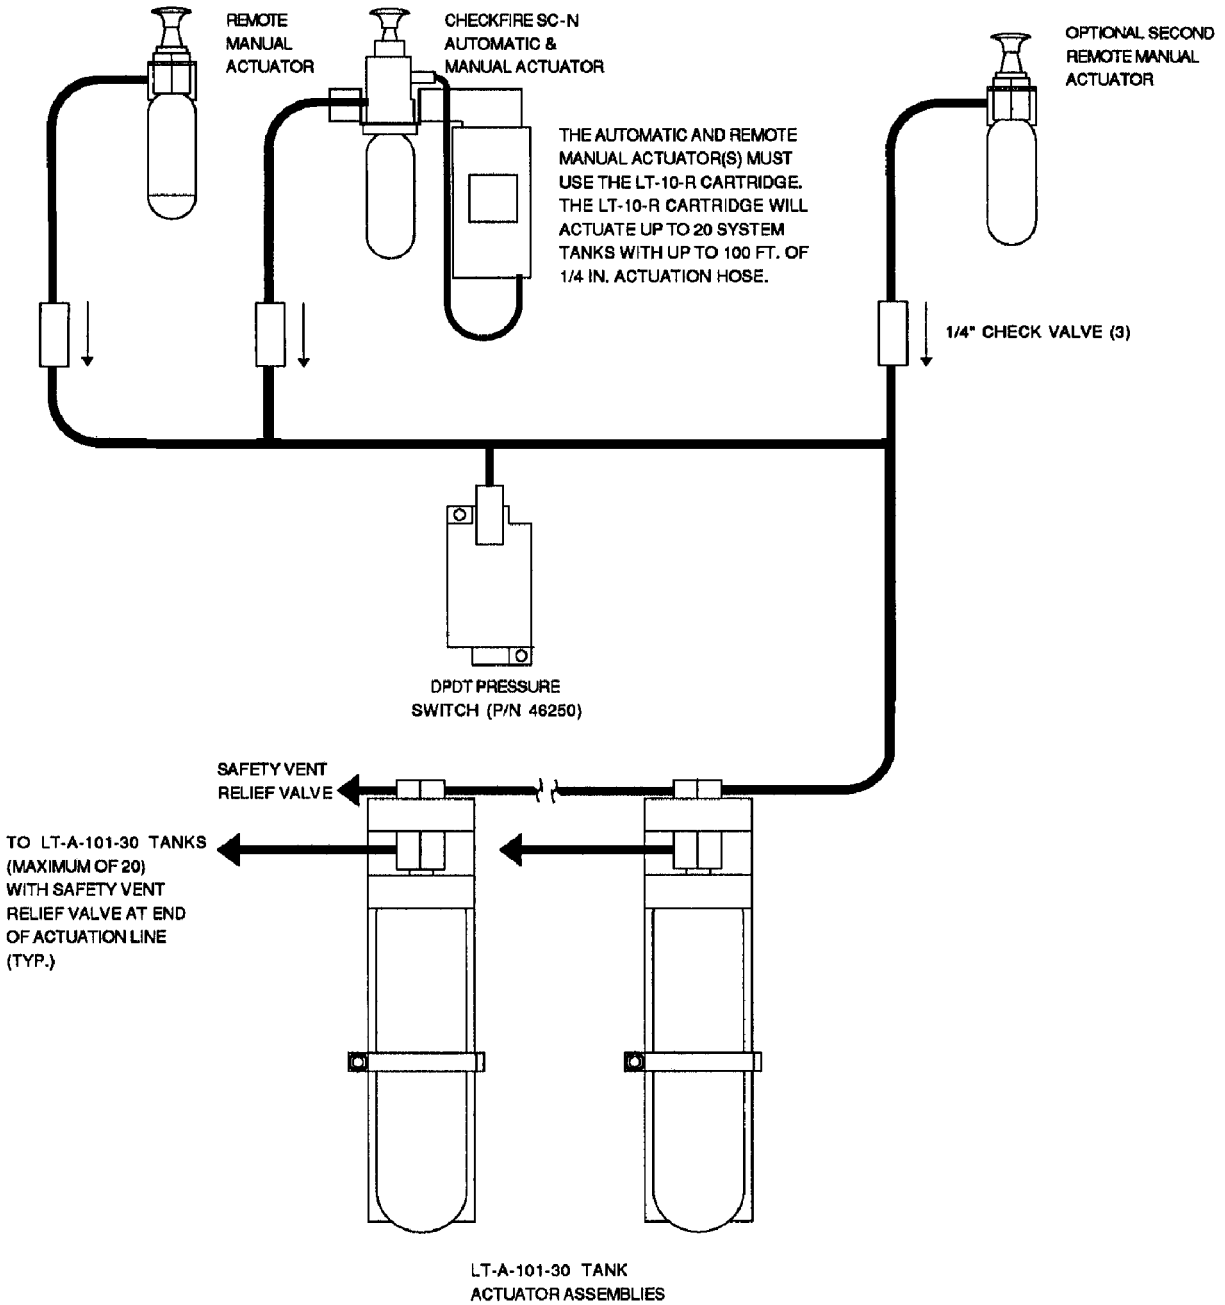 REMOTE
MANUAL
ACTUATOR
CHECKFIRE SC-N
AUTOMATIC &
MANUAL ACTUATOR
OPTIONAL SECOND
REMOTE MANUAL
ACTUATOR
THE AUTOMATIC AND REMOTE
MANUAL ACTUATOR(S) MUST
USE THE LT-10-R CARTRIDGE.
THE LT-10-R CARTRIDGE WILL
ACTUATE UP TO 20 SYSTEM
TANKS WITH UP TO 100 FT. OF
1/4 IN. ACTUATION HOSE.
1/4" CHECK VALVE (3)
DPDT PRESSURE
SWITCH (P/N 46250)
SAFETY VENT
RELIEF VALVE
TO LT-A-101-30 TANKS
(MAXIMUM OF 20)
WITH SAFETY VENT
RELIEF VALVE AT END
OF ACTUATION LINE
(TYP.)
LT-A-101-30 TANK
ACTUATOR ASSEMBLIES